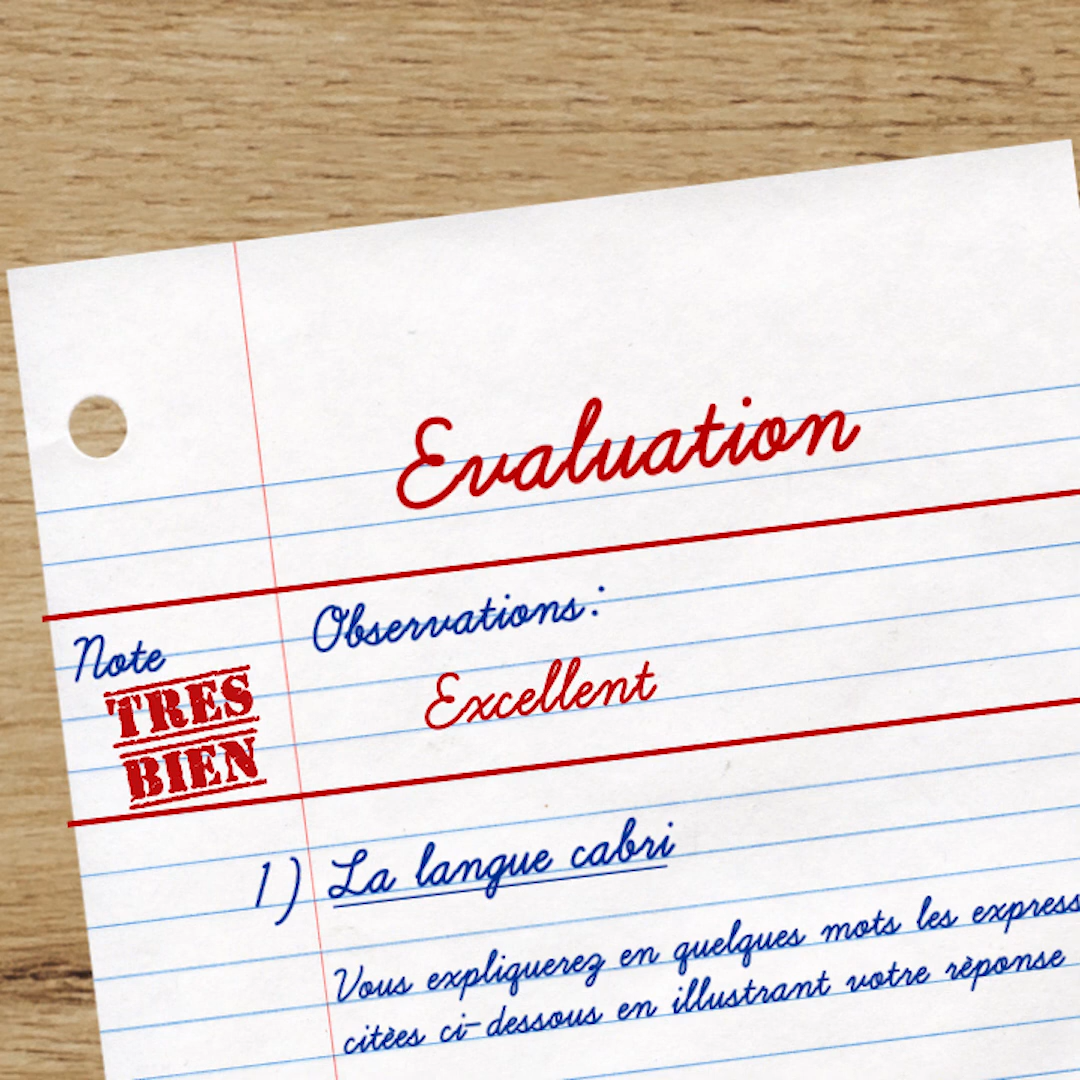 Evaluation
Note
Observations :
TRES
BIEN
Excellent
1) La langue cabri
Vous expliquerez en quelques mots les express
citèes ci-dessous en illustrant votre rèponse